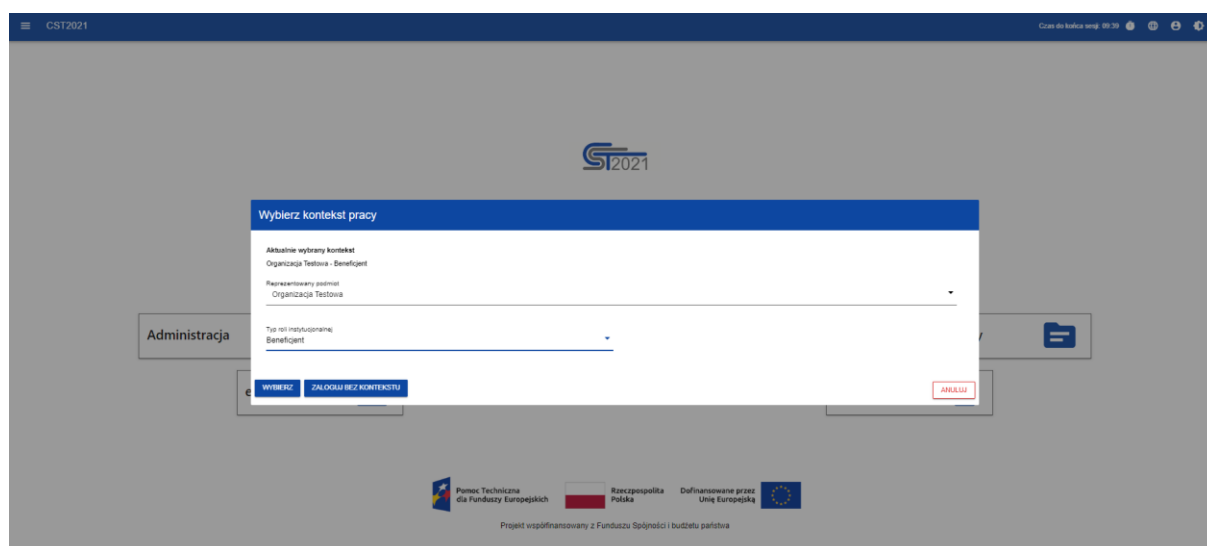 CST2021
Czas do końca sesji: 09:39
CST2021
Wybierz kontekst pracy
Aktualnie wybrany kontekst
Organizacja Testowa - Beneficjent
Reprezentowany podmiot
Organizacja Testowa
Administracja
Typ roli instytucjonalnej
Beneficjent
WYBIERZ
ZALOGUJ BEZ KONTEKSTU
ANULUJ
Pomoc Techniczna
dla Funduszy Europejskich
Rzeczpospolita
Polska
Dofinansowane przez
Unię Europejską
Projekt współfinansowany z Funduszu Spójności i budżetu państwa